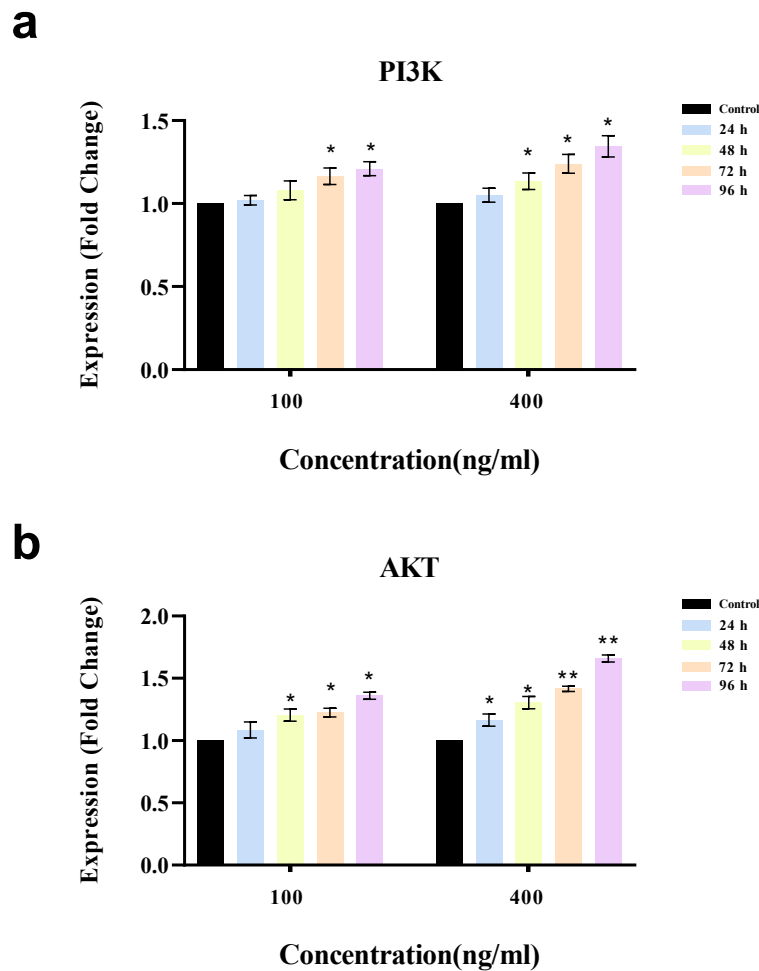 a
PI3K
Expression (Fold Change)
1.5
1.0
0.5
0.0
* * * * *
100 400
Concentration(ng/ml)
Control
24 h
48 h
72 h
96 h
b
AKT
Expression (Fold Change)
2.0
1.5
1.0
0.5
0.0
* * * * * ** **
100 400
Concentration(ng/ml)
Control
24 h
48 h
72 h
96 h